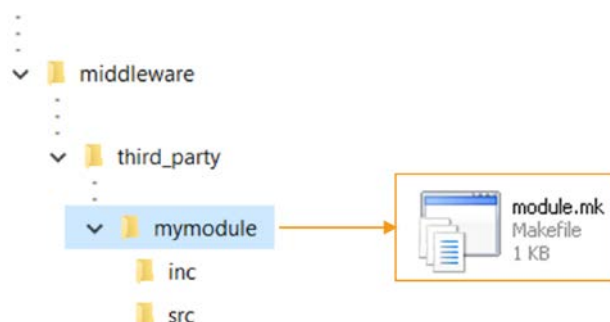 middleware
third_party
mymodule
inc
src
module.mk
Makefile
1 KB